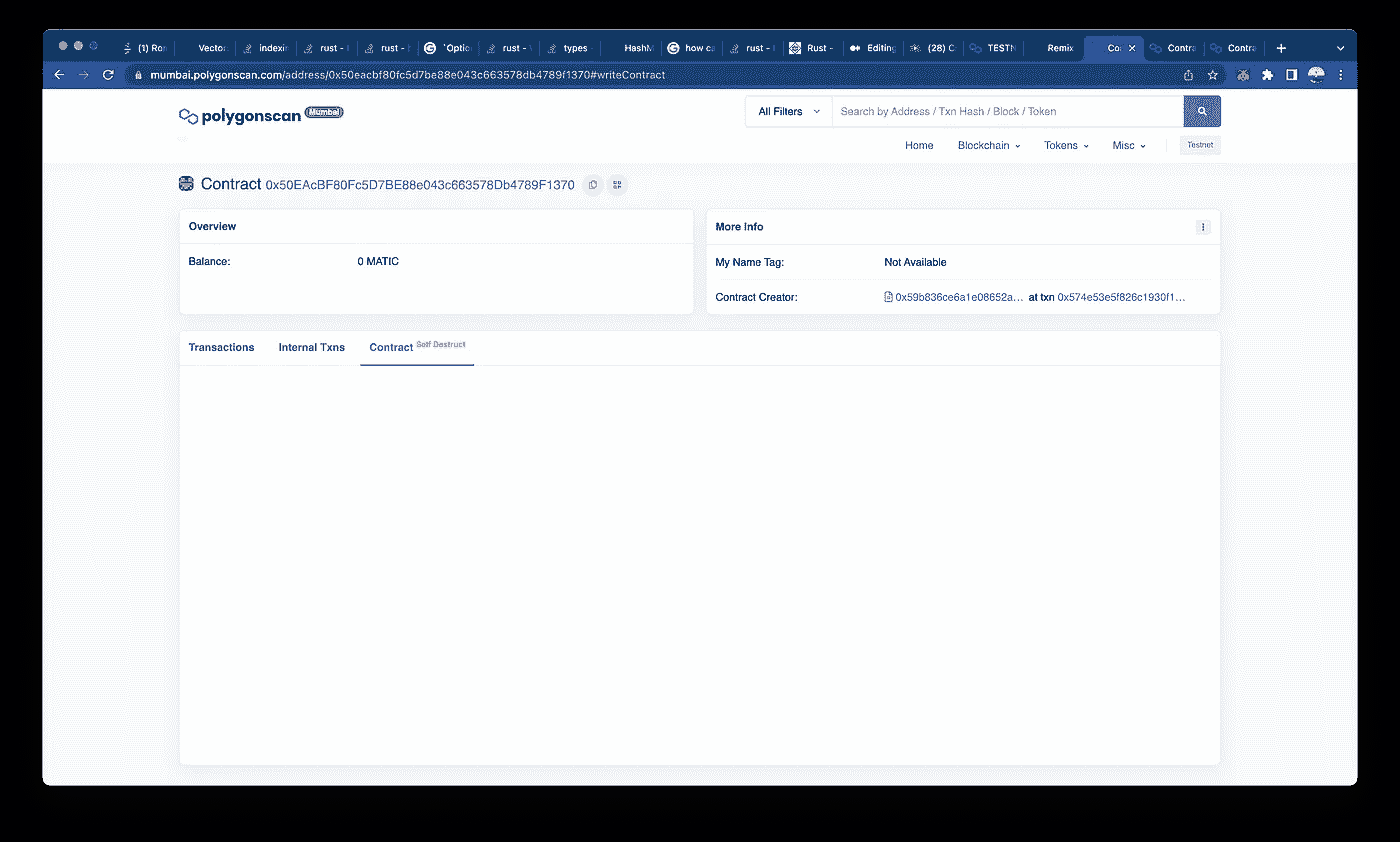 (1) Ror Vector indexin rust - rust - f "Optio rust - types - HashM how ca rust - Rust - Editing (28) C TESTN Remix Co Contra Contra
mumbai.polygonscan.com/address/0x50eacbf80fc5d7be88e043c663578db4789f1370#writeContract
polygonscan Mumbai
All Filters Search by Address / Txn Hash / Block / Token
Home Blockchain Tokens Misc Testnet
Contract 0x50EAcBF80Fc5D7BE88e043c663578Db4789F1370
Overview
Balance: 0 MATIC
More Info
My Name Tag: Not Available
Contract Creator: 0x59b836ce6a1e08652a... at txn 0x574e53e5f826c1930f1...
Transactions Internal Txns Contract Self Destruct